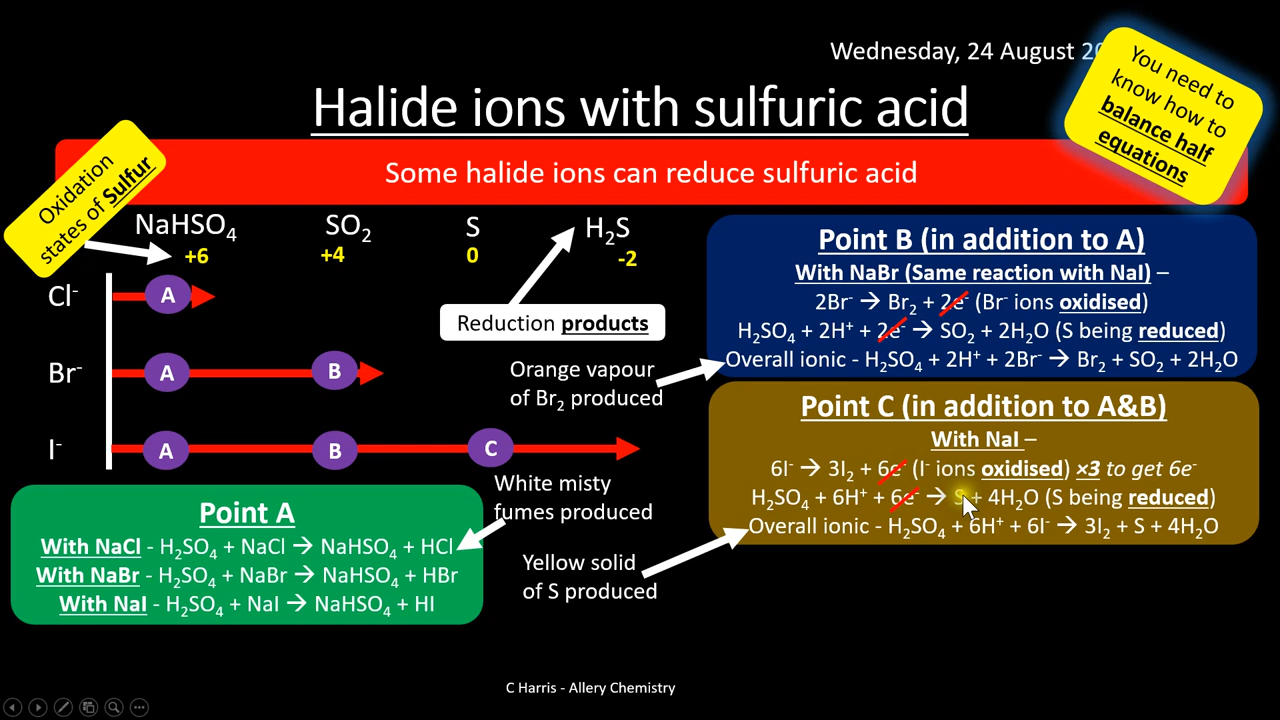 Wednesday, 24 August 20
Halide ions with sulfuric acid
You need to
know how to
balance half
equations
Some halide ions can reduce sulfuric acid
Oxidation
states of Sulfur
NaHSO₄ SO₂ S H₂S
+6 +4 0 -2
Cl⁻ A
Br⁻ A B
I⁻ A B C
Reduction products
Orange vapour
of Br₂ produced
White misty
fumes produced
Yellow solid
of S produced
Point A
With NaCl - H₂SO₄ + NaCl → NaHSO₄ + HCl
With NaBr - H₂SO₄ + NaBr → NaHSO₄ + HBr
With NaI - H₂SO₄ + NaI → NaHSO₄ + HI
Point B (in addition to A)
With NaBr (Same reaction with NaI) –
2Br⁻ → Br₂ + 2e⁻ (Br⁻ ions oxidised)
H₂SO₄ + 2H⁺ + 2e⁻ → SO₂ + 2H₂O (S being reduced)
Overall ionic - H₂SO₄ + 2H⁺ + 2Br⁻ → Br₂ + SO₂ + 2H₂O
Point C (in addition to A&B)
With NaI –
6I⁻ → 3I₂ + 6e⁻ (I⁻ ions oxidised) ×3 to get 6e⁻
H₂SO₄ + 6H⁺ + 6e⁻ → S + 4H₂O (S being reduced)
Overall ionic - H₂SO₄ + 6H⁺ + 6I⁻ → 3I₂ + S + 4H₂O
C Harris - Allery Chemistry